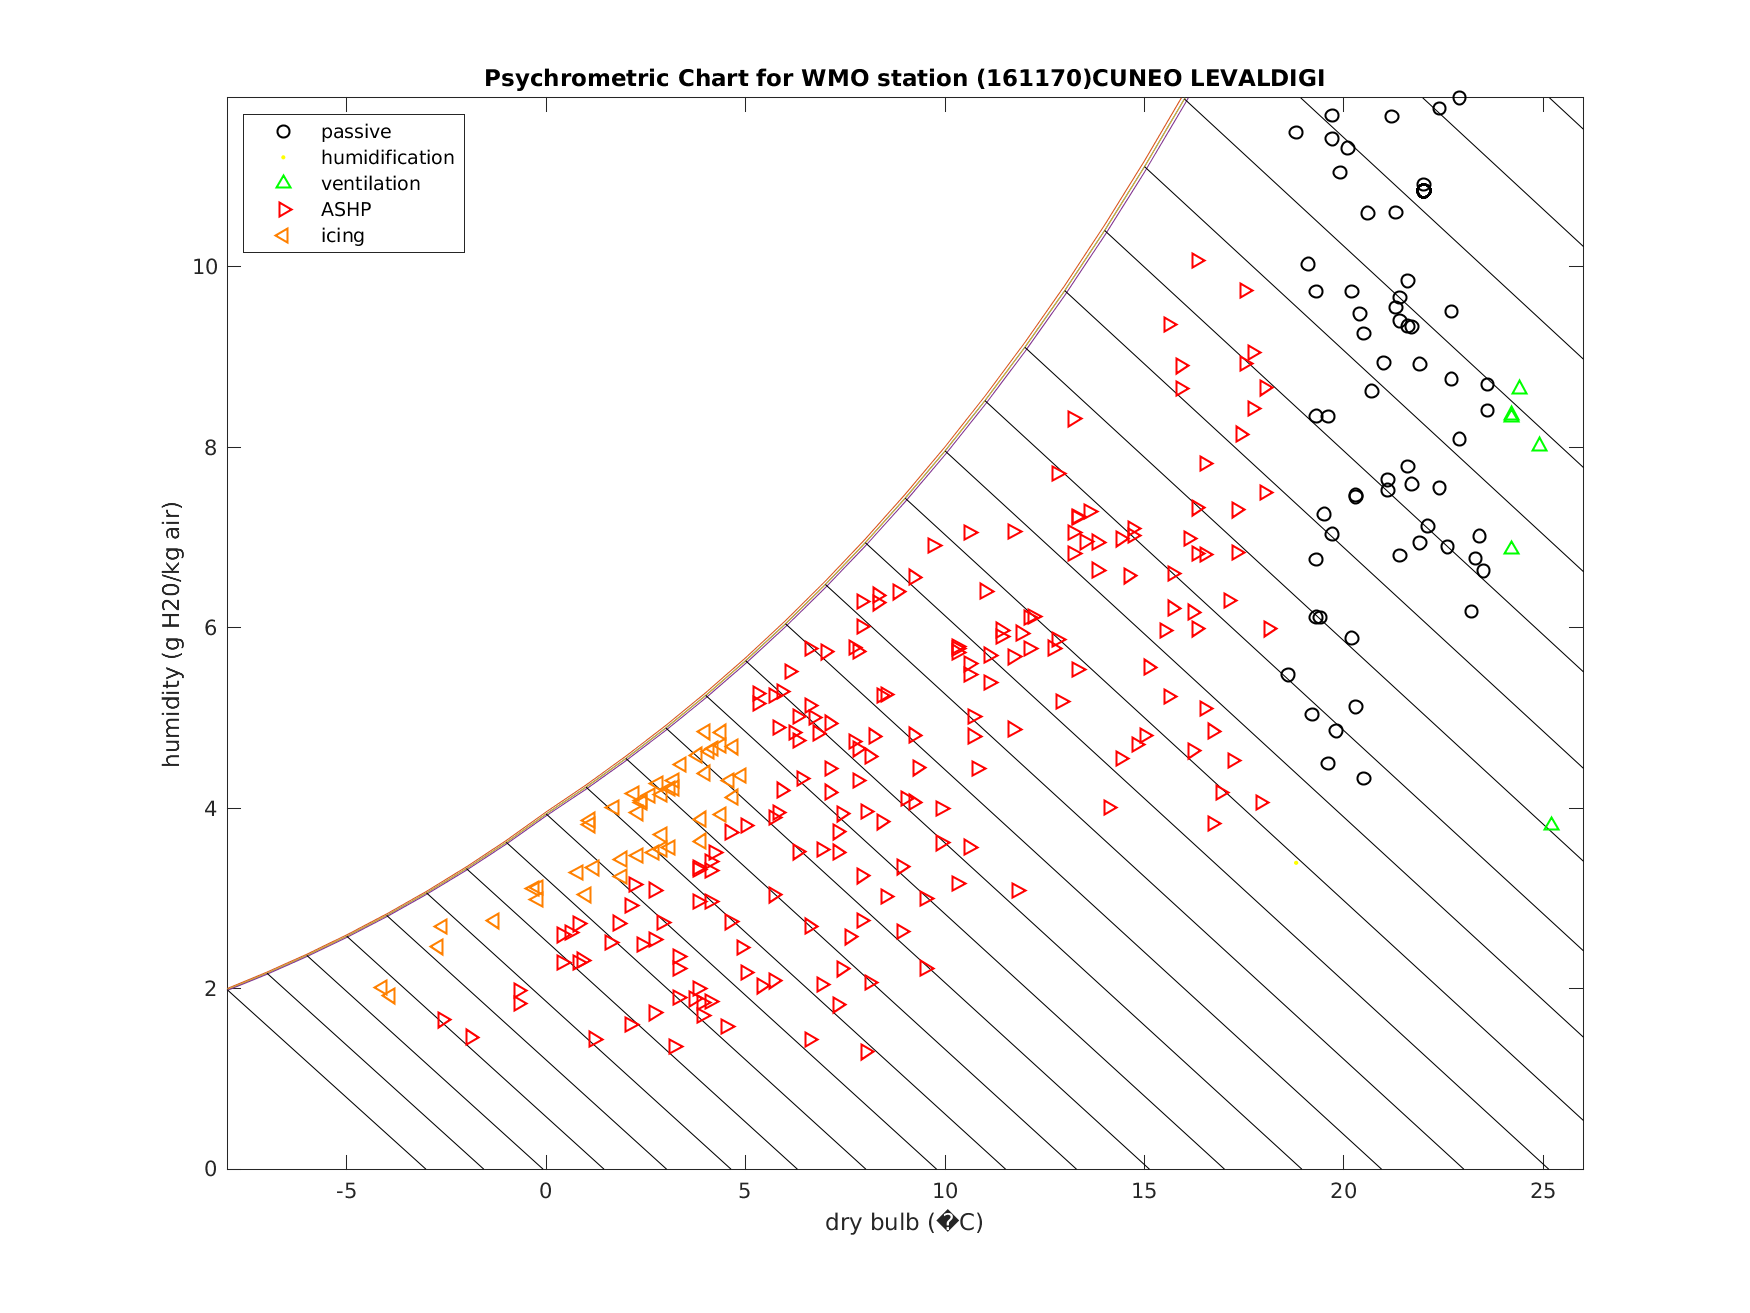 Psychrometric Chart for WMO station (161170)CUNEO LEVALDIGI
passive
humidification
ventilation
ASHP
icing
humidity (g H20/kg air)
10
8
6
4
2
0
-5 0 5 10 15 20 25
dry bulb (�C)